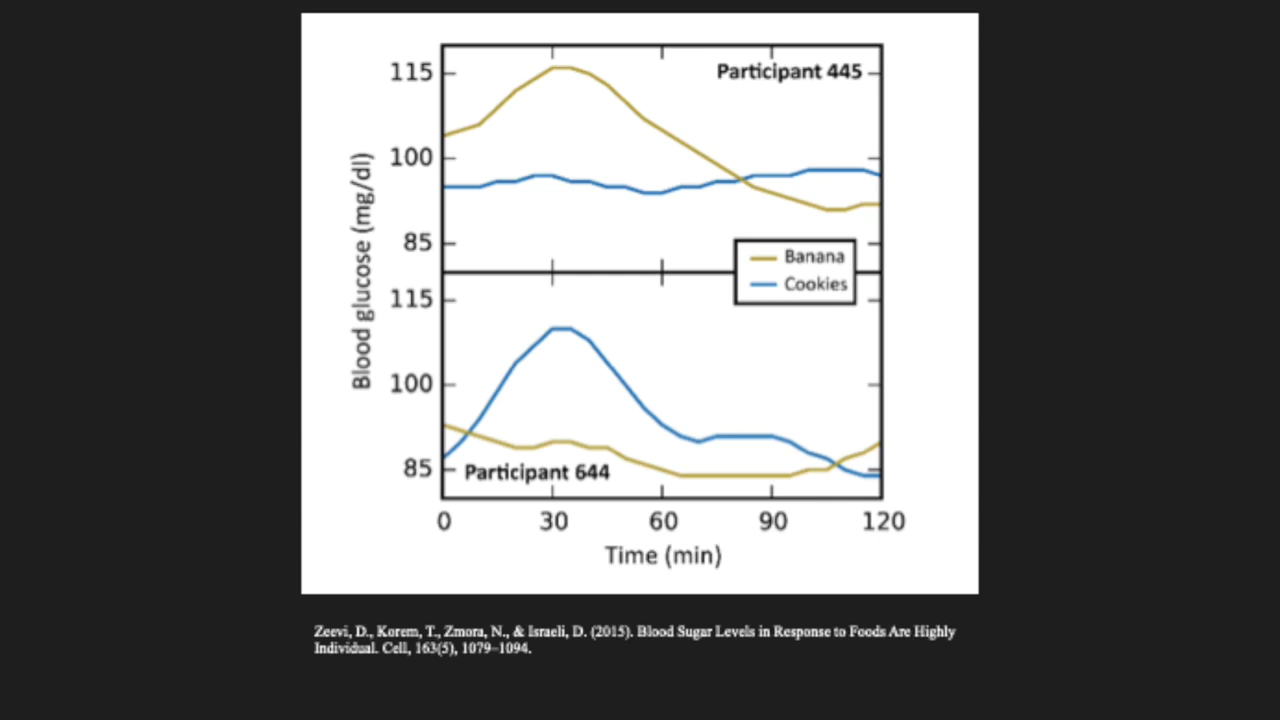 Participant 445
115
100
85
Blood glucose (mg/dl)
Banana
Cookies
115
100
85
Participant 644
0 30 60 90 120
Time (min)
Zeevi, D., Korem, T., Zmora, N., & Israeli, D. (2015). Blood Sugar Levels in Response to Foods Are Highly
Individual. Cell, 163(5), 1079–1094.